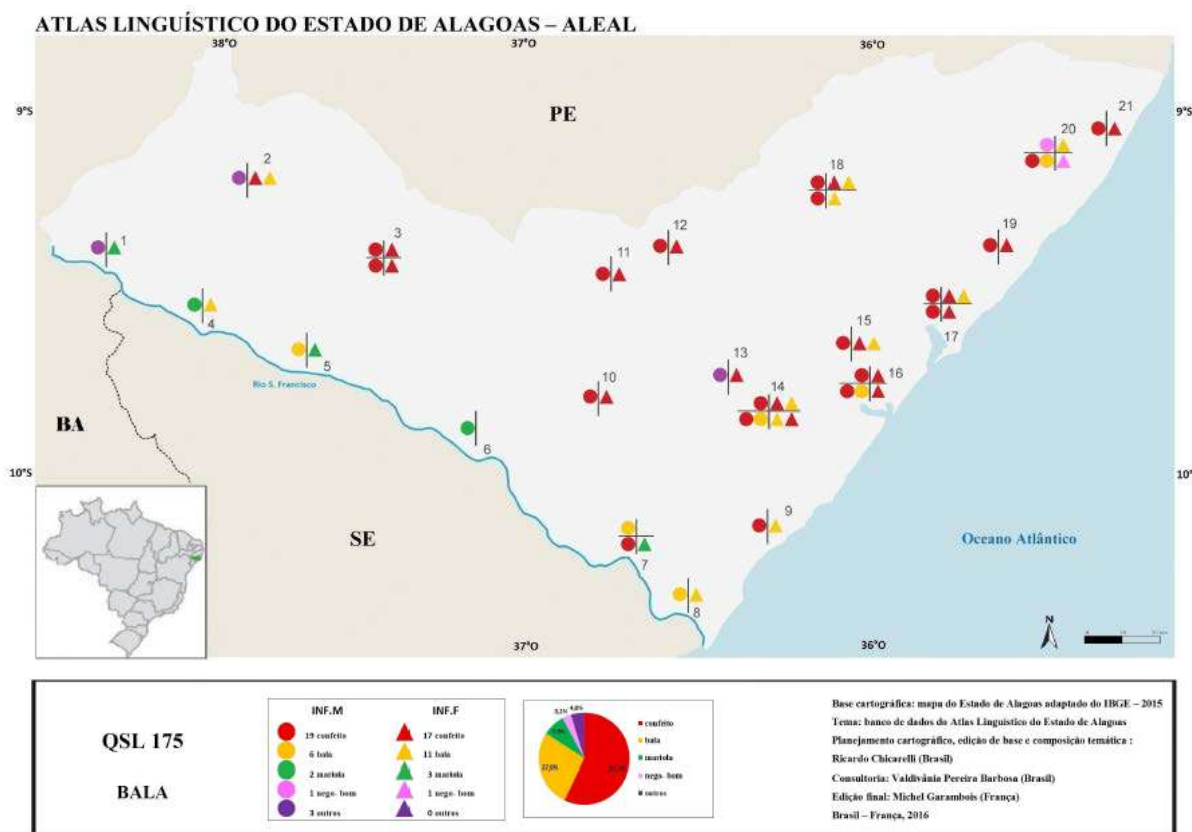 ATLAS LINGUÍSTICO DO ESTADO DE ALAGOAS – ALEAL
38°O
37°O
36°O
9°S
PE
9°S
21
20
2
18
1
3
12
19
11
4
15
17
5
13
16
Rio S. Francisco
10
14
BA
6
10°S
10°
SE
9
Oceano Atlântico
7
8
N
37°O
36°O
QSL 175
BALA
INF.M
INF.F
19 confeito
17 confeito
6 bala
11 bala
2 mariola
3 mariola
1 nego- bom
1 nego- bom
3 outros
0 outros
27,0%
confeito
bala
mariola
nego- bom
outros
Base cartográfica: mapa do Estado de Alagoas adaptado do IBGE – 2015
Tema: banco de dados do Atlas Linguístico do Estado de Alagoas
Planejamento cartográfico, edição de base e composição temática :
Ricardo Chicarelli (Brasil)
Consultoria: Valdivânia Pereira Barbosa (Brasil)
Edição final: Michel Garambois (França)
Brasil – França, 2016